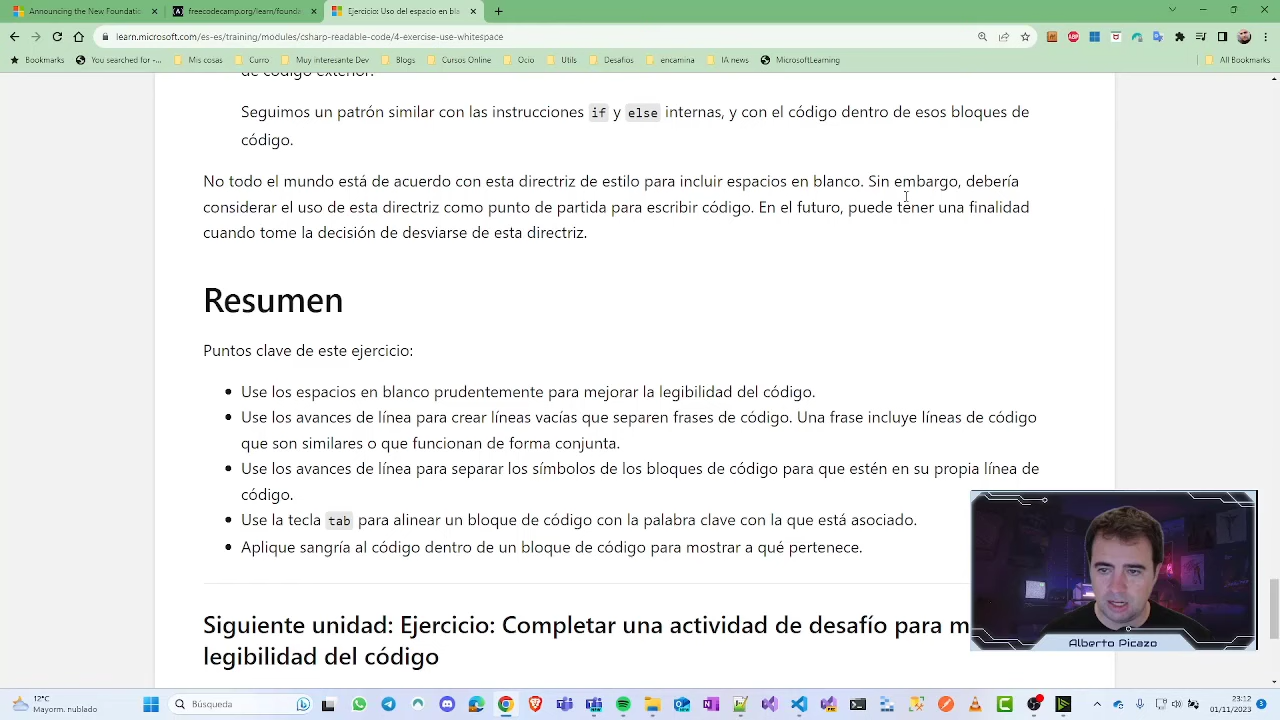 Announcing the New Foundatio
freecodecamp.org/learn/founda
Ejercicio: Uso del espacio en bla
learn.microsoft.com/es-es/training/modules/csharp-readable-code/4-exercise-use-whitespace
Bookmarks
You searched for -...
Mis cosas
Curro
Muy interesante Dev
Blogs
Cursos Online
Ocio
Utils
Desafios
encamina
IA news
MicrosoftLearning
All Bookmarks
de código exterior.
Seguimos un patrón similar con las instrucciones if y else internas, y con el código dentro de esos bloques de
código.
No todo el mundo está de acuerdo con esta directriz de estilo para incluir espacios en blanco. Sin embargo, debería
considerar el uso de esta directriz como punto de partida para escribir código. En el futuro, puede tener una finalidad
cuando tome la decisión de desviarse de esta directriz.
Resumen
Puntos clave de este ejercicio:
Use los espacios en blanco prudentemente para mejorar la legibilidad del código.
Use los avances de línea para crear líneas vacías que separen frases de código. Una frase incluye líneas de código
que son similares o que funcionan de forma conjunta.
Use los avances de línea para separar los símbolos de los bloques de código para que estén en su propia línea de
código.
Use la tecla tab para alinear un bloque de código con la palabra clave con la que está asociado.
Aplique sangría al código dentro de un bloque de código para mostrar a qué pertenece.
Siguiente unidad: Ejercicio: Completar una actividad de desafío para m
legibilidad del código
Alberto Picazo
12°C
Mayorm. nublado
Búsqueda
23:12
01/11/2023